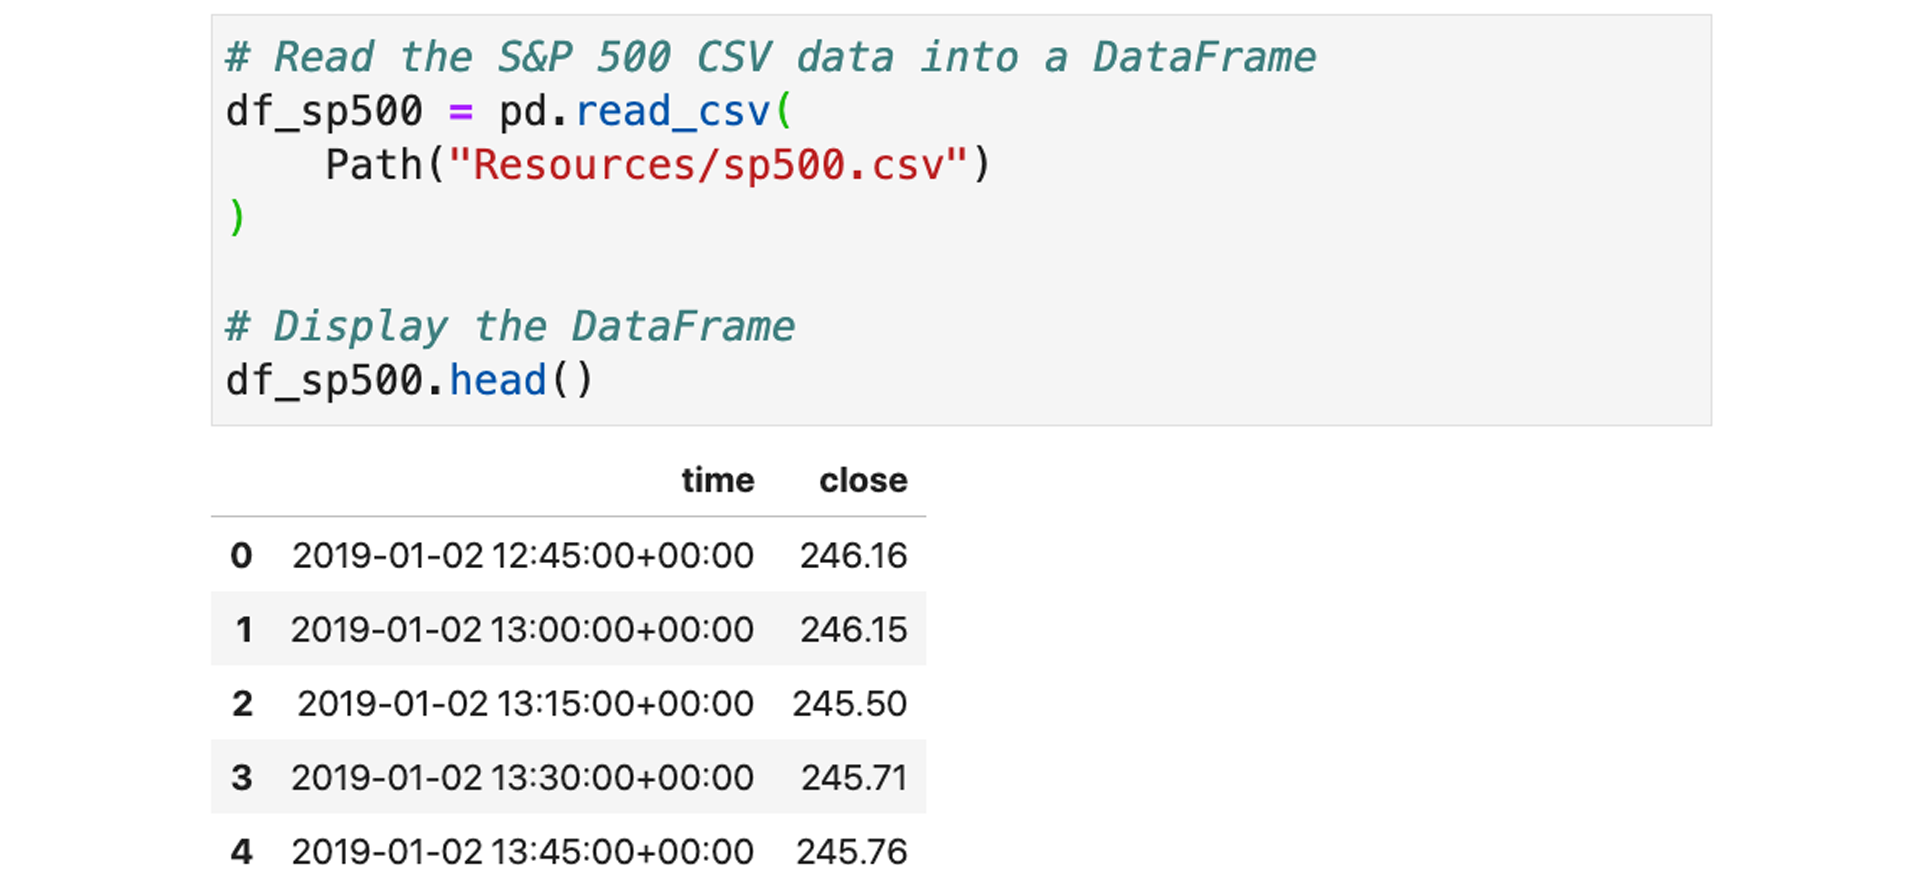 # Read the S&P 500 CSV data into a DataFrame
df_sp500 = pd.read_csv(
    Path("Resources/sp500.csv")
)
# Display the DataFrame
df_sp500.head()
time close
0 2019-01-02 12:45:00+00:00 246.16
1 2019-01-02 13:00:00+00:00 246.15
2 2019-01-02 13:15:00+00:00 245.50
3 2019-01-02 13:30:00+00:00 245.71
4 2019-01-02 13:45:00+00:00 245.76